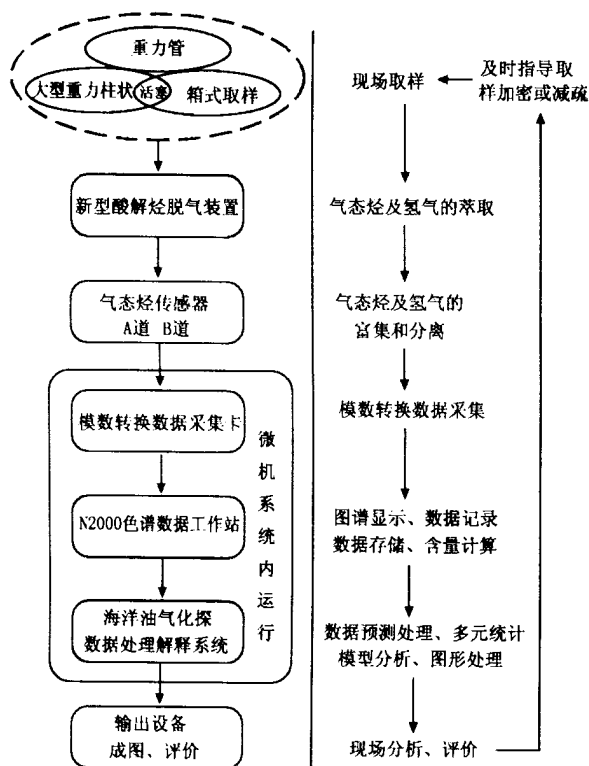 重力管
大型重力柱状
活塞
箱式取样
新型酸解烃脱气装置
气态烃传感器
A道 B道
模数转换数据采集卡
N2000色谱数据工作站
海洋油气化探
数据处理解释系统
微机系统内运行
输出设备
成图、评价
现场取样
及时指导取
样加密或减疏
气态烃及氢气的萃取
气态烃及氢气的
富集和分离
模数转换数据采集
图谱显示、数据记录
数据存储、含量计算
数据预测处理、多元统计
模型分析、图形处理
现场分析、评价